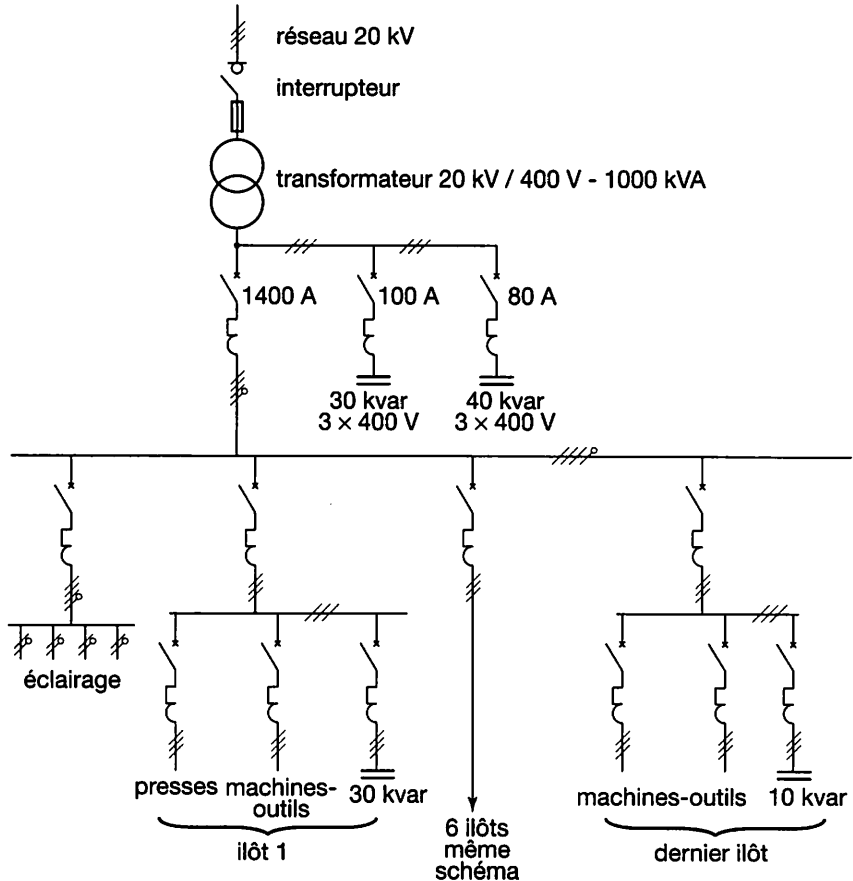 réseau 20 kV
interrupteur
transformateur 20 kV / 400 V - 1000 kVA
1400 A
100 A
80 A
30 kvar
3 × 400 V
40 kvar
3 × 400 V
éclairage
presses
machines-
outils
30 kvar
ilôt 1
6 ilôts
même
schéma
machines-outils
10 kvar
dernier ilôt